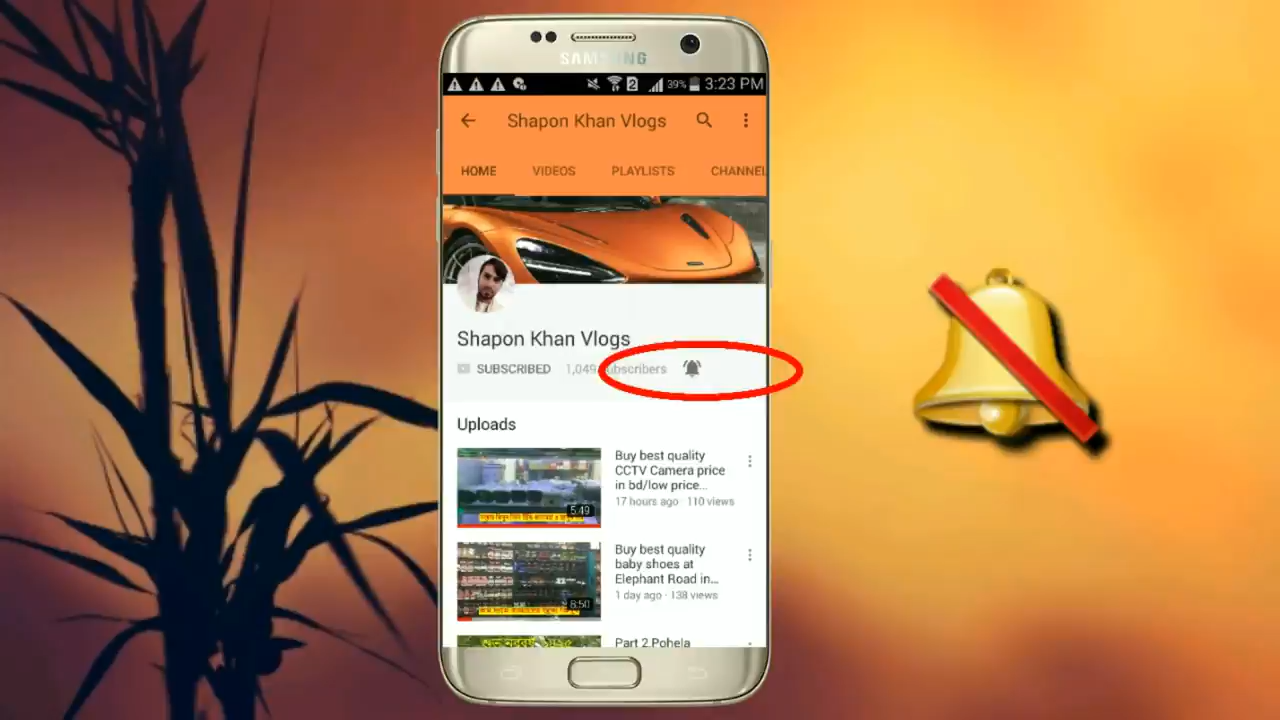 SAMSUNG
2 39% 3:23 PM
Shapon Khan Vlogs
HOME VIDEOS PLAYLISTS CHANNEL
Shapon Khan Vlogs
SUBSCRIBED 1,049 subscribers
Uploads
Buy best quality
CCTV Camera price
in bd/low price...
17 hours ago · 110 views
5:49
Buy best quality
baby shoes at
Elephant Road in...
1 day ago · 138 views
8:50
Part 2 Pohela